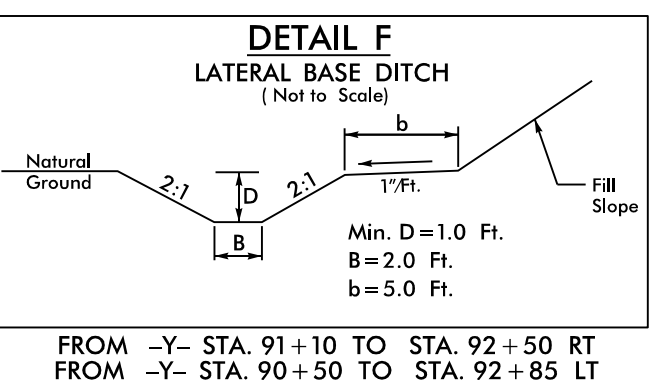 DETAIL F
LATERAL BASE DITCH
( Not to Scale)
b
Natural
Ground
2:1
D
2:1
1"/Ft.
Fill
Slope
B
Min. D=1.0 Ft.
B=2.0 Ft.
b=5.0 Ft.
FROM -Y- STA. 91+10 TO STA. 92+50 RT
FROM -Y- STA. 90+50 TO STA. 92+85 LT